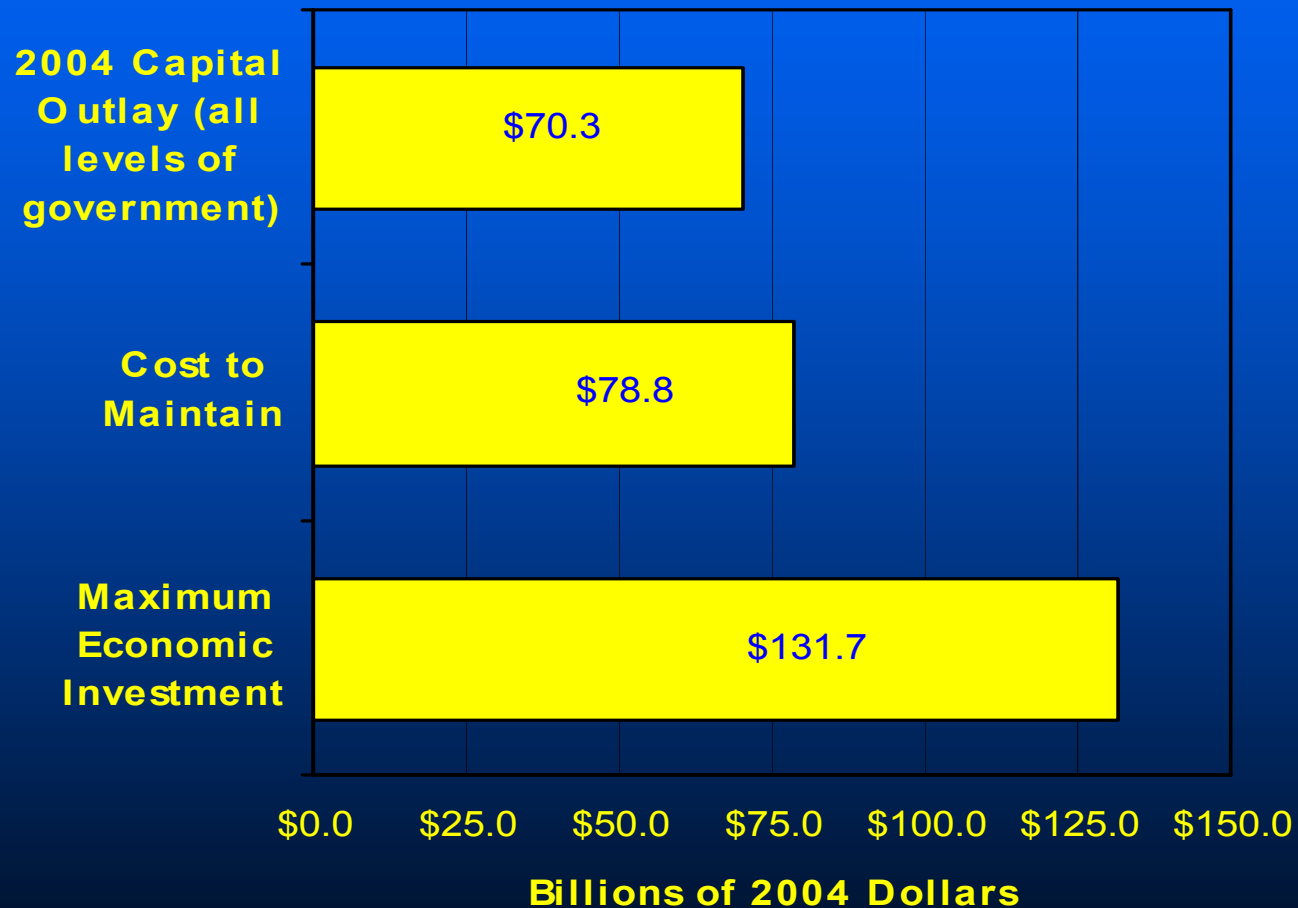 2004 Capital
Outlay (all
levels of
government)
$70.3
Cost to
Maintain
$78.8
Maximum
Economic
Investment
$131.7
$0.0 $25.0 $50.0 $75.0 $100.0 $125.0 $150.0
Billions of 2004 Dollars